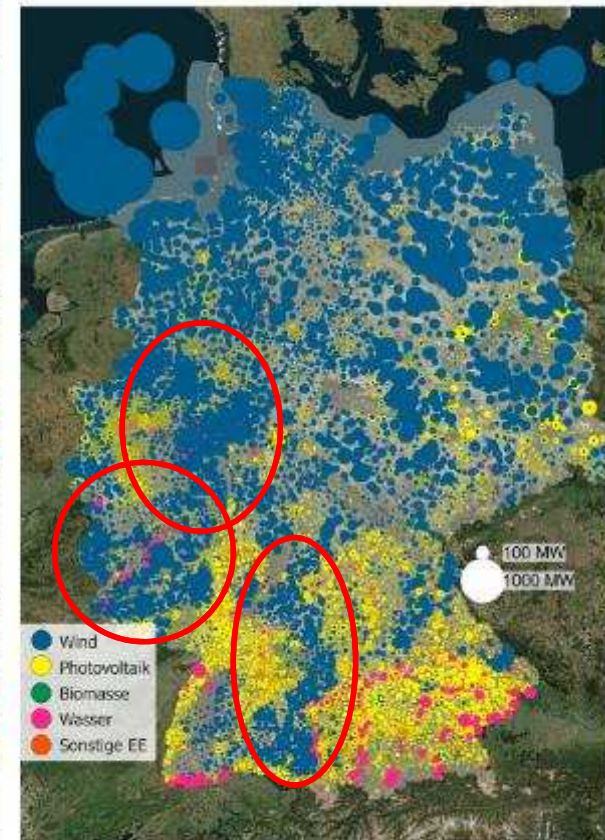 100 MW
1000 MW
Wind
Photovoltaik
Biomasse
Wasser
Sonstige EE